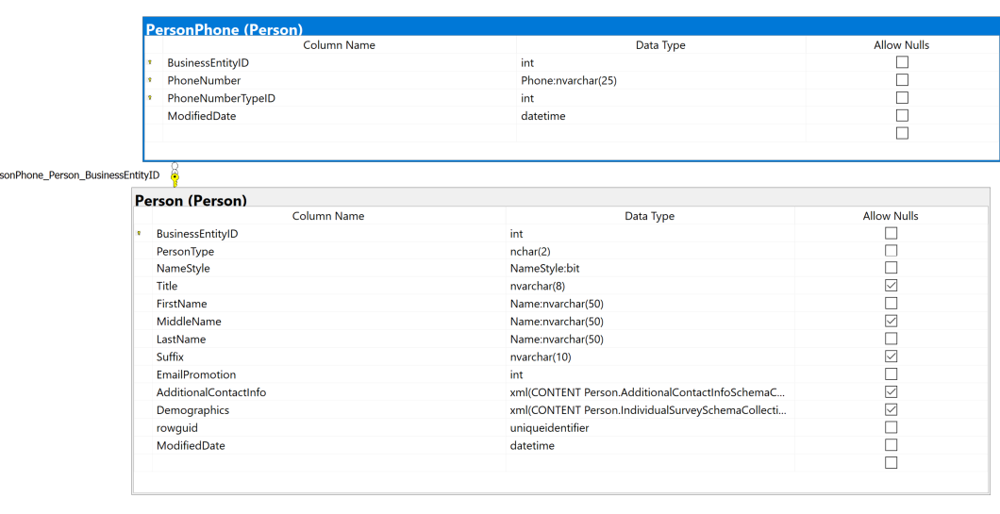 PersonPhone (Person)
Column Name Data Type Allow Nulls
BusinessEntityID int
PhoneNumber Phone:nvarchar(25)
PhoneNumberTypeID int
ModifiedDate datetime
sonPhone_Person_BusinessEntityID
Person (Person)
Column Name Data Type Allow Nulls
BusinessEntityID int
PersonType nchar(2)
NameStyle NameStyle:bit
Title nvarchar(8)
FirstName Name:nvarchar(50)
MiddleName Name:nvarchar(50)
LastName Name:nvarchar(50)
Suffix nvarchar(10)
EmailPromotion int
AdditionalContactInfo xml(CONTENT Person.AdditionalContactInfoSchemaC...
Demographics xml(CONTENT Person.IndividualSurveySchemaCollecti...
rowguid uniqueidentifier
ModifiedDate datetime